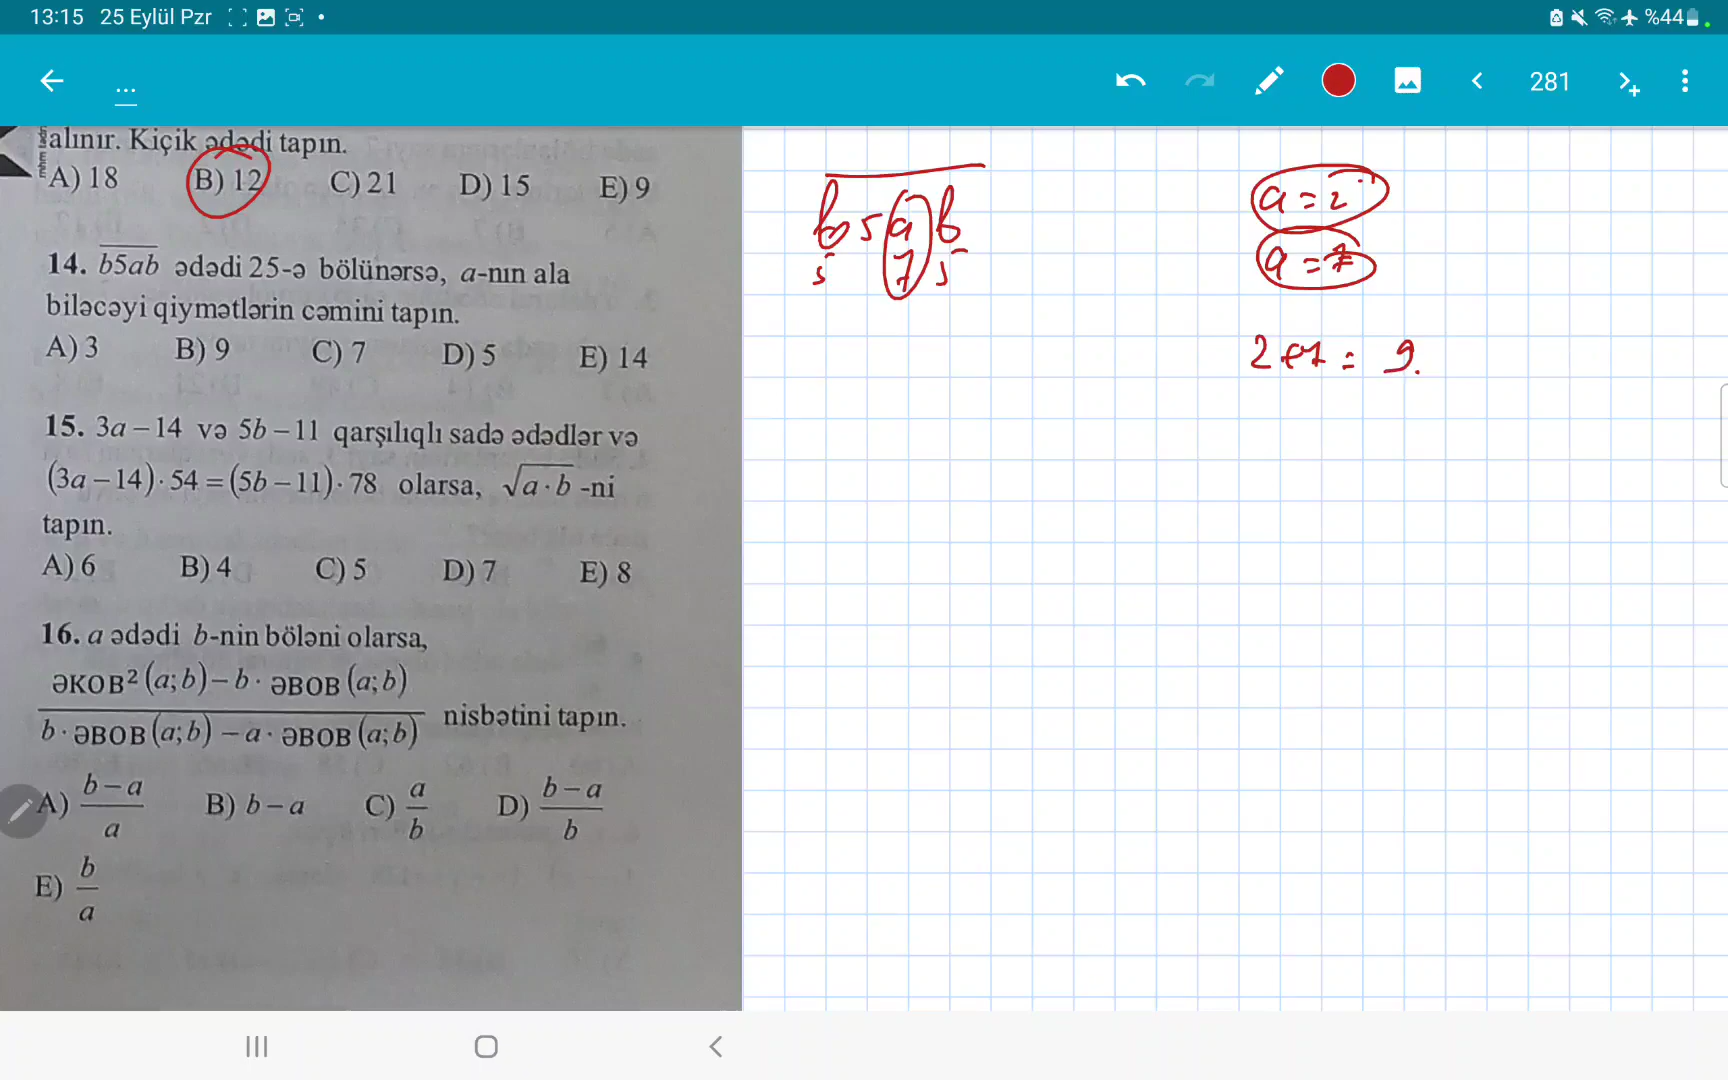 13:15 25 Eylül Pzr %44
... 281
alınır. Kiçik ədədi tapın.
A) 18 B) 12 C) 21 D) 15 E) 9
14. b5ab ədədi 25-ə bölünərsə, a-nın ala
biləcəyi qiymətlərin cəmini tapın.
A) 3 B) 9 C) 7 D) 5 E) 14
15. 3a – 14 və 5b – 11 qarşılıqlı sadə ədədlər və
(3a – 14) · 54 = (5b – 11) · 78 olarsa, √a · b -ni
tapın.
A) 6 B) 4 C) 5 D) 7 E) 8
16. a ədədi b-nin böləni olarsa,
ƏKOB² (a; b) – b · ƏBOB (a; b)
b · ƏBOB (a; b) – a · ƏBOB (a; b)
nisbətini tapın.
A) b – a / a B) b – a C) a / b D) b – a / b
E) b / a
b5ab
5 7 5
a = 2
a = 7
2+7 = 9.